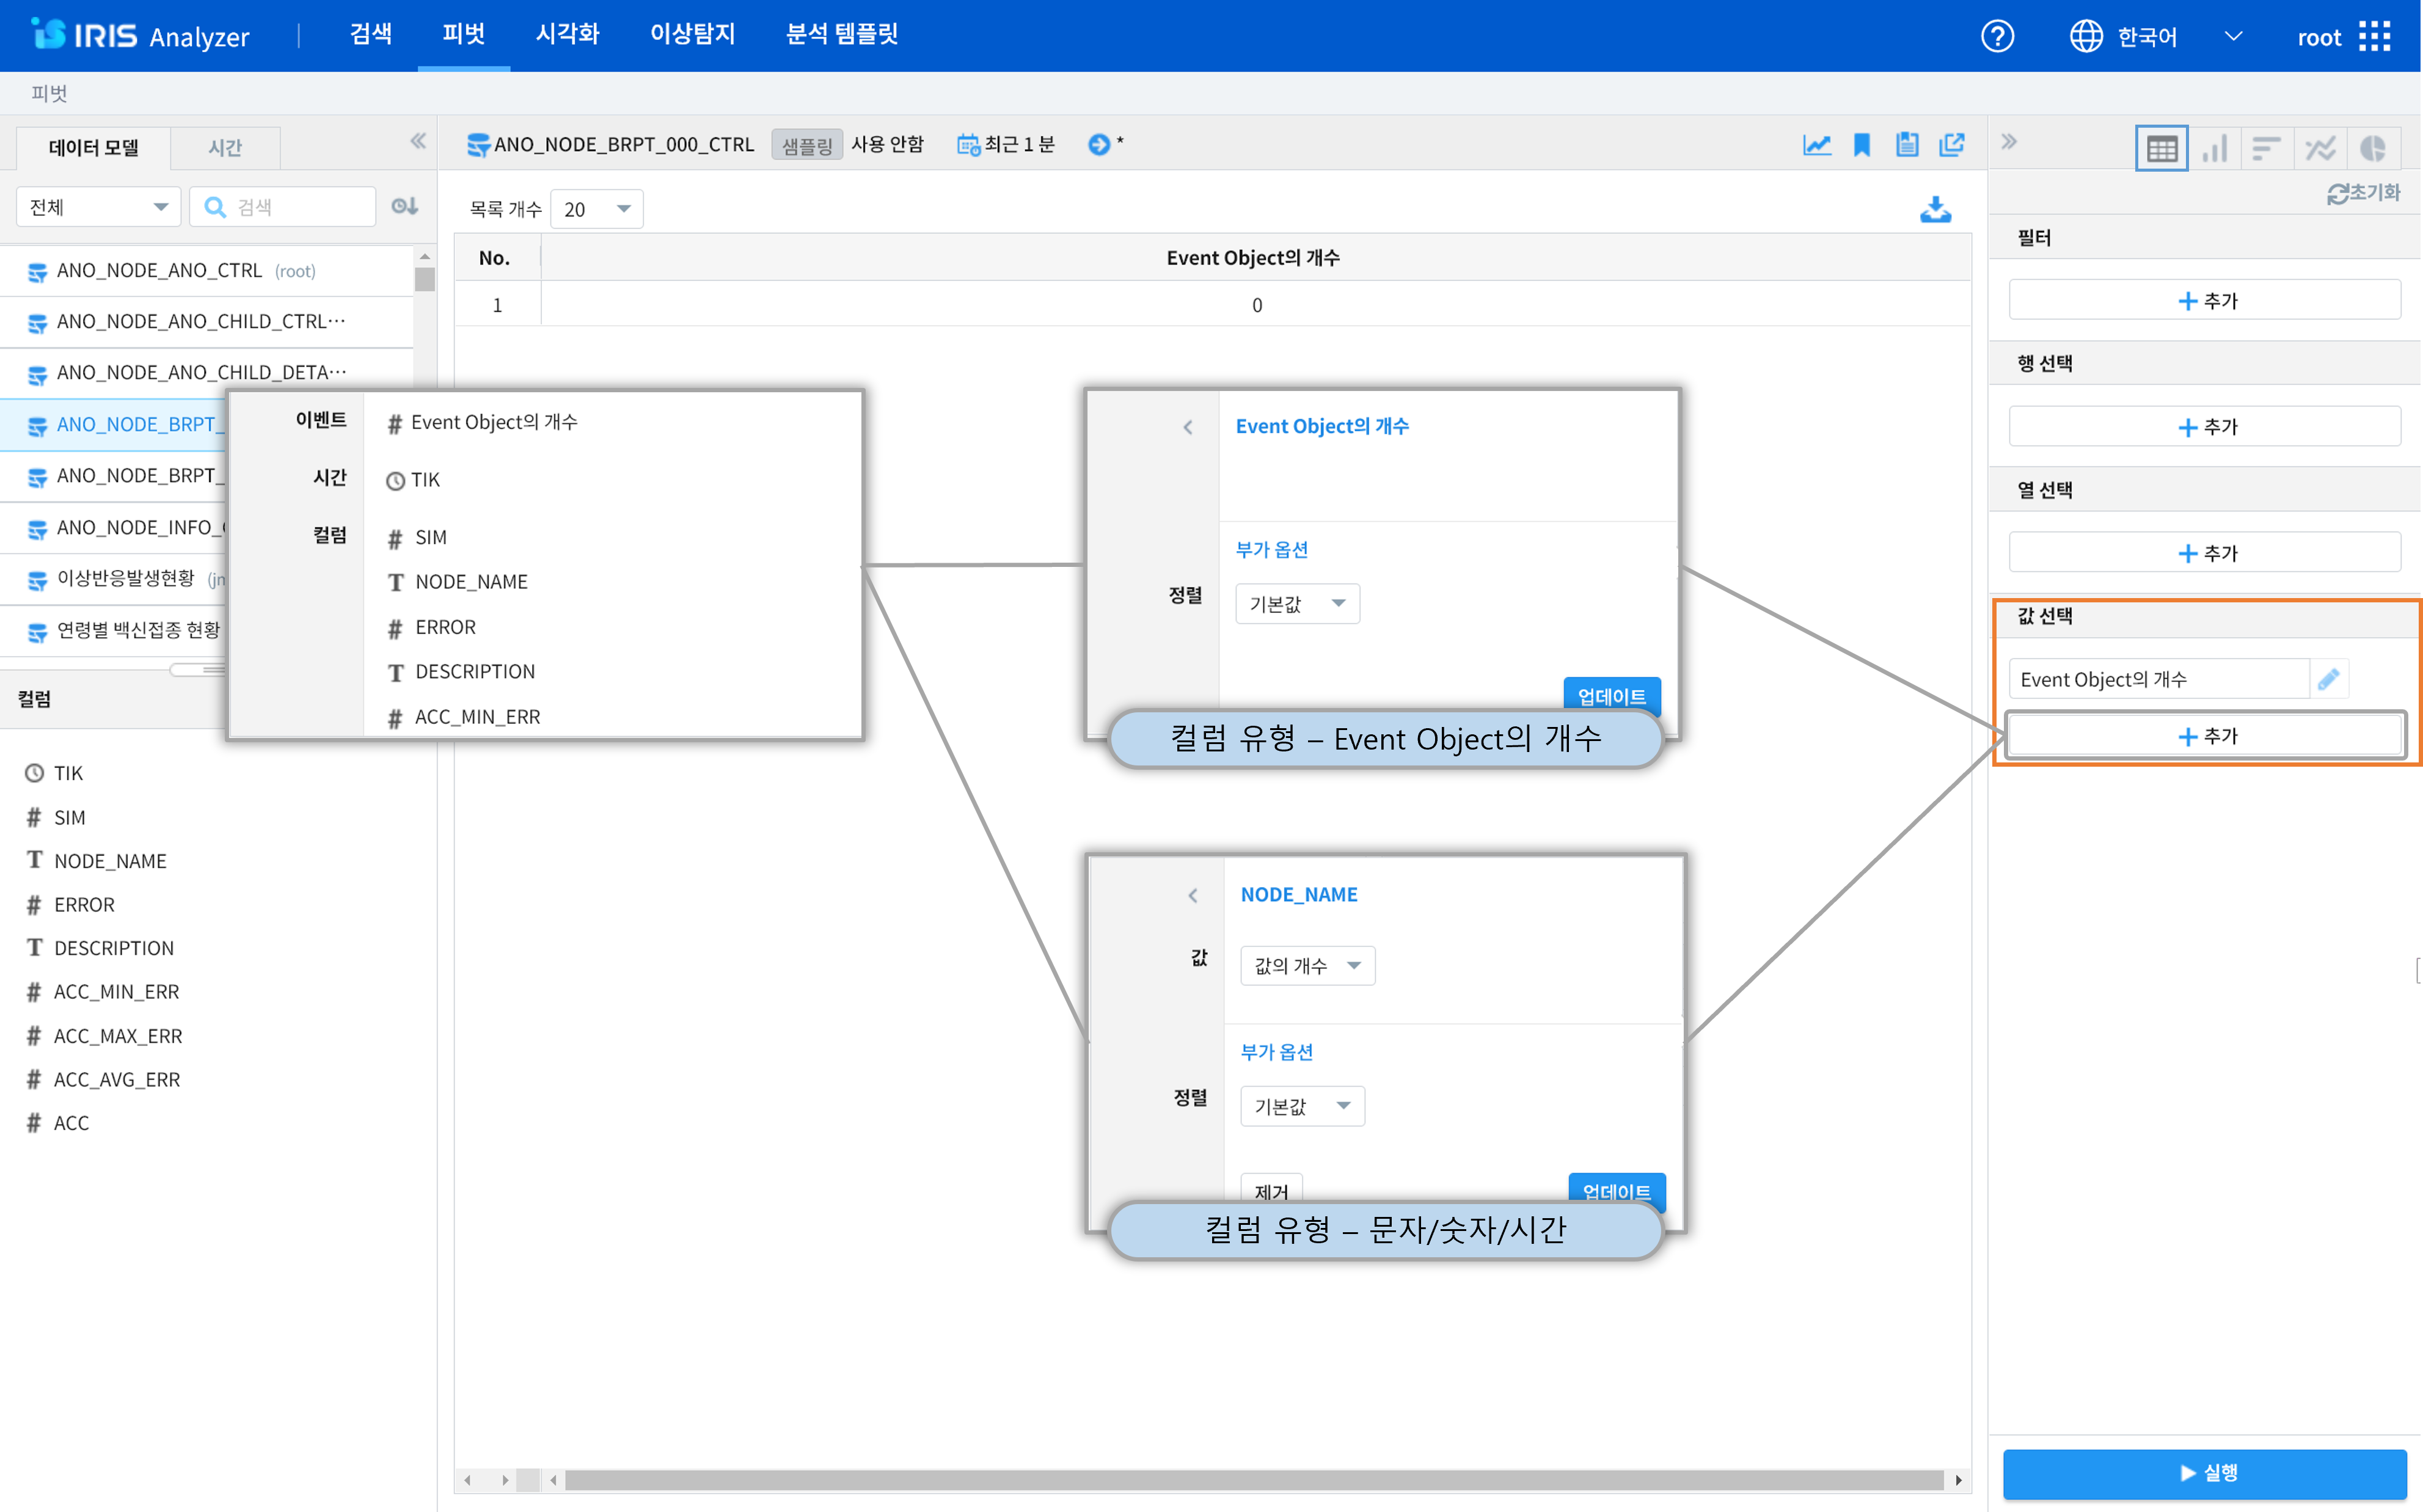 IRIS Analyzer
검색 피벗 시각화 이상탐지 분석 템플릿
한국어 root
피벗
데이터 모델 시간
전체 검색
ANO_NODE_ANO_CTRL (root)
ANO_NODE_ANO_CHILD_CTRL···
ANO_NODE_ANO_CHILD_DETA···
ANO_NODE_BRPT_
ANO_NODE_BRPT_
ANO_NODE_INFO_
이상반응발생현황 (jn
연령별 백신접종 현황
컬럼
TIK
# SIM
T NODE_NAME
# ERROR
T DESCRIPTION
# ACC_MIN_ERR
# ACC_MAX_ERR
# ACC_AVG_ERR
# ACC
ANO_NODE_BRPT_000_CTRL 샘플링 사용 안함 최근 1 분 *
목록 개수 20
No. Event Object의 개수
1 0
이벤트 # Event Object의 개수
시간 TIK
컬럼 # SIM
T NODE_NAME
# ERROR
T DESCRIPTION
# ACC_MIN_ERR
Event Object의 개수
부가 옵션
정렬 기본값
업데이트
컬럼 유형 – Event Object의 개수
NODE_NAME
값 값의 개수
부가 옵션
정렬 기본값
제거 업데이트
컬럼 유형 – 문자/숫자/시간
초기화
필터
+ 추가
행 선택
+ 추가
열 선택
+ 추가
값 선택
Event Object의 개수
+ 추가
실행